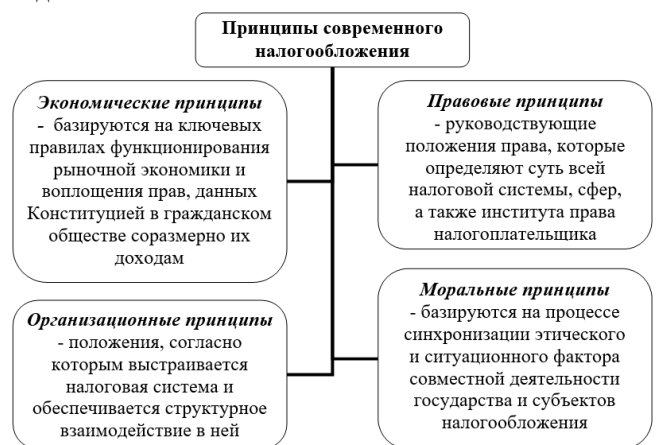 Принципы современного
налогообложения
Экономические принципы
- базируются на ключевых
правилах функционирования
рыночной экономики и
воплощения прав, данных
Конституцией в гражданском
обществе соразмерно их
доходам
Правовые принципы
- руководствующие
положения права, которые
определяют суть всей
налоговой системы, сфер,
а также института права
налогоплательщика
Организационные принципы
- положения, согласно
которым выстраивается
налоговая система и
обеспечивается структурное
взаимодействие в ней
Моральные принципы
- базируются на процессе
синхронизации этического
и ситуационного фактора
совместной деятельности
государства и субъектов
налогообложения